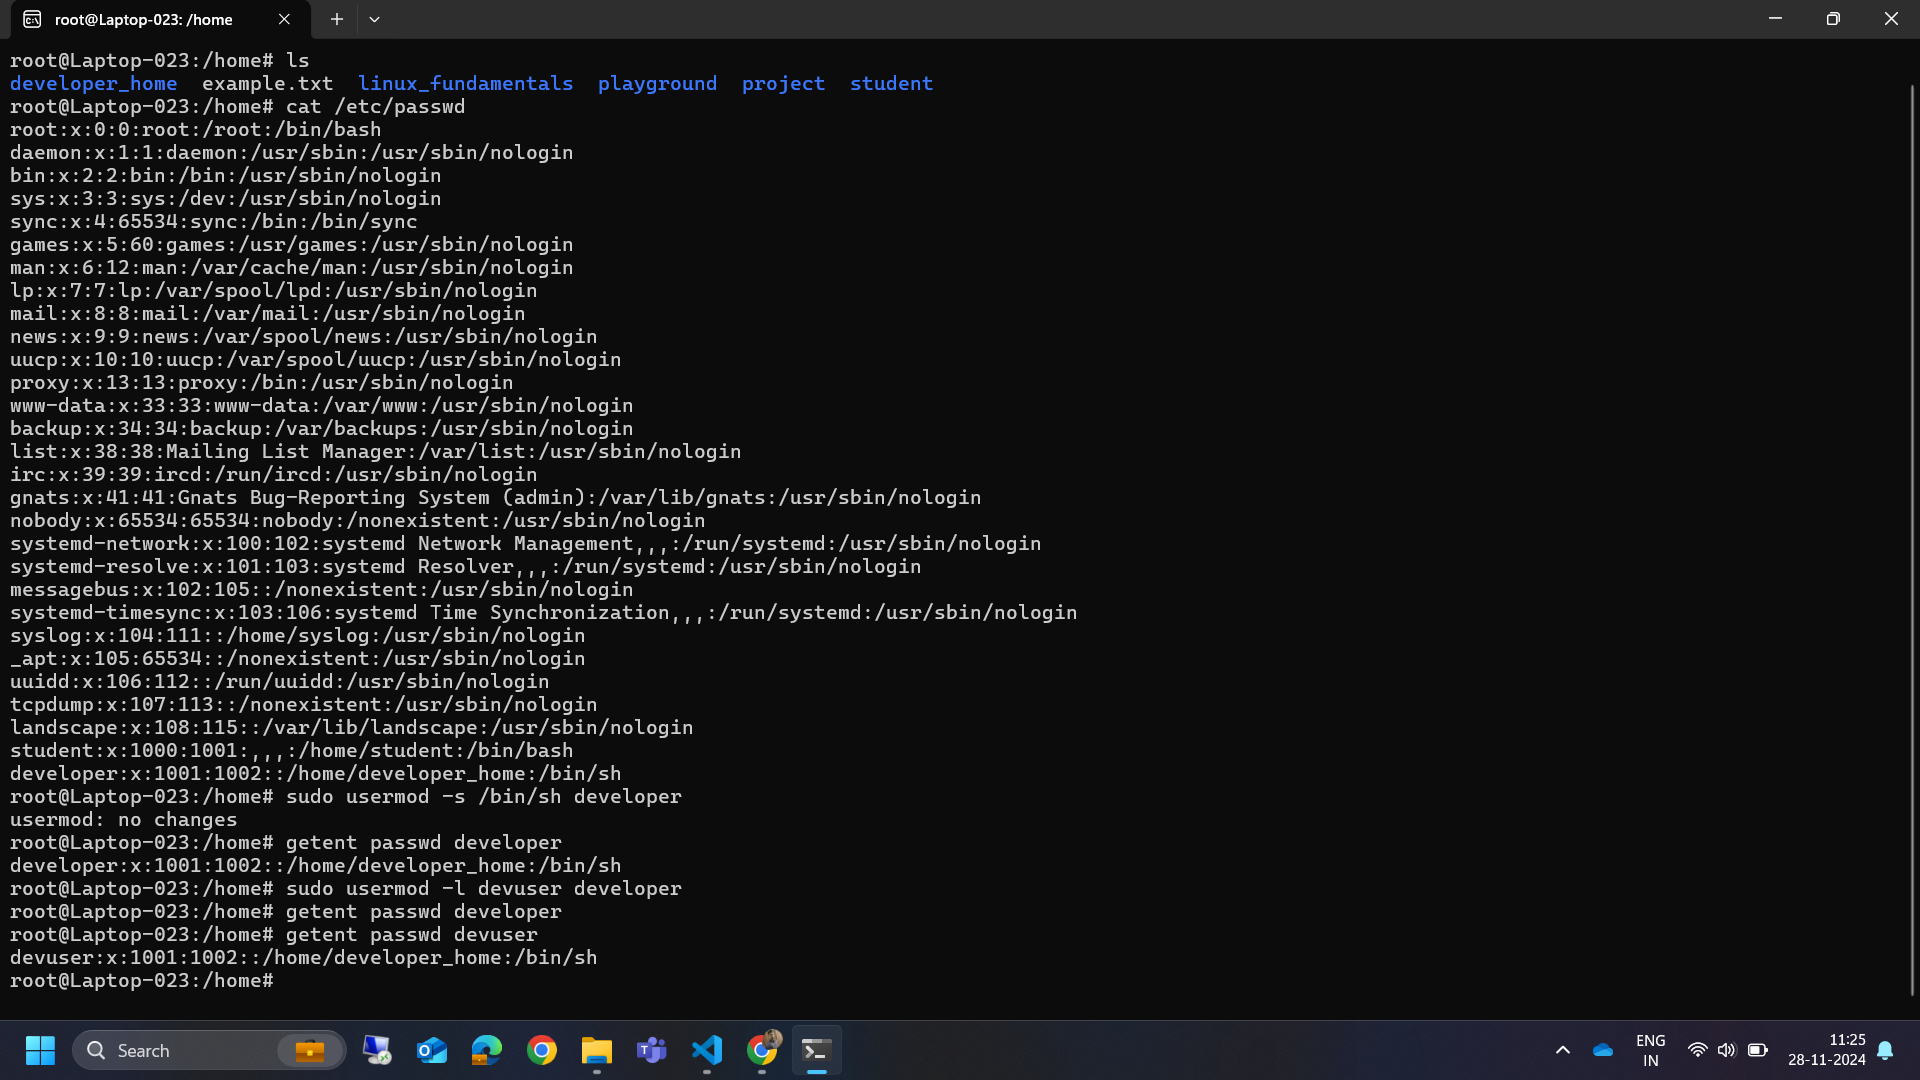 root@Laptop-023: /home
root@Laptop-023:/home# ls
developer_home  example.txt  linux_fundamentals  playground  project  student
root@Laptop-023:/home# cat /etc/passwd
root:x:0:0:root:/root:/bin/bash
daemon:x:1:1:daemon:/usr/sbin:/usr/sbin/nologin
bin:x:2:2:bin:/bin:/usr/sbin/nologin
sys:x:3:3:sys:/dev:/usr/sbin/nologin
sync:x:4:65534:sync:/bin:/bin/sync
games:x:5:60:games:/usr/games:/usr/sbin/nologin
man:x:6:12:man:/var/cache/man:/usr/sbin/nologin
lp:x:7:7:lp:/var/spool/lpd:/usr/sbin/nologin
mail:x:8:8:mail:/var/mail:/usr/sbin/nologin
news:x:9:9:news:/var/spool/news:/usr/sbin/nologin
uucp:x:10:10:uucp:/var/spool/uucp:/usr/sbin/nologin
proxy:x:13:13:proxy:/bin:/usr/sbin/nologin
www-data:x:33:33:www-data:/var/www:/usr/sbin/nologin
backup:x:34:34:backup:/var/backups:/usr/sbin/nologin
list:x:38:38:Mailing List Manager:/var/list:/usr/sbin/nologin
irc:x:39:39:ircd:/run/ircd:/usr/sbin/nologin
gnats:x:41:41:Gnats Bug-Reporting System (admin):/var/lib/gnats:/usr/sbin/nologin
nobody:x:65534:65534:nobody:/nonexistent:/usr/sbin/nologin
systemd-network:x:100:102:systemd Network Management,,,:/run/systemd:/usr/sbin/nologin
systemd-resolve:x:101:103:systemd Resolver,,,:/run/systemd:/usr/sbin/nologin
messagebus:x:102:105::/nonexistent:/usr/sbin/nologin
systemd-timesync:x:103:106:systemd Time Synchronization,,,:/run/systemd:/usr/sbin/nologin
syslog:x:104:111::/home/syslog:/usr/sbin/nologin
_apt:x:105:65534::/nonexistent:/usr/sbin/nologin
uuidd:x:106:112::/run/uuidd:/usr/sbin/nologin
tcpdump:x:107:113::/nonexistent:/usr/sbin/nologin
landscape:x:108:115::/var/lib/landscape:/usr/sbin/nologin
student:x:1000:1001:,,,:/home/student:/bin/bash
developer:x:1001:1002::/home/developer_home:/bin/sh
root@Laptop-023:/home# sudo usermod -s /bin/sh developer
usermod: no changes
root@Laptop-023:/home# getent passwd developer
developer:x:1001:1002::/home/developer_home:/bin/sh
root@Laptop-023:/home# sudo usermod -l devuser developer
root@Laptop-023:/home# getent passwd developer
root@Laptop-023:/home# getent passwd devuser
devuser:x:1001:1002::/home/developer_home:/bin/sh
root@Laptop-023:/home#
Search
ENG
IN
11:25
28-11-2024